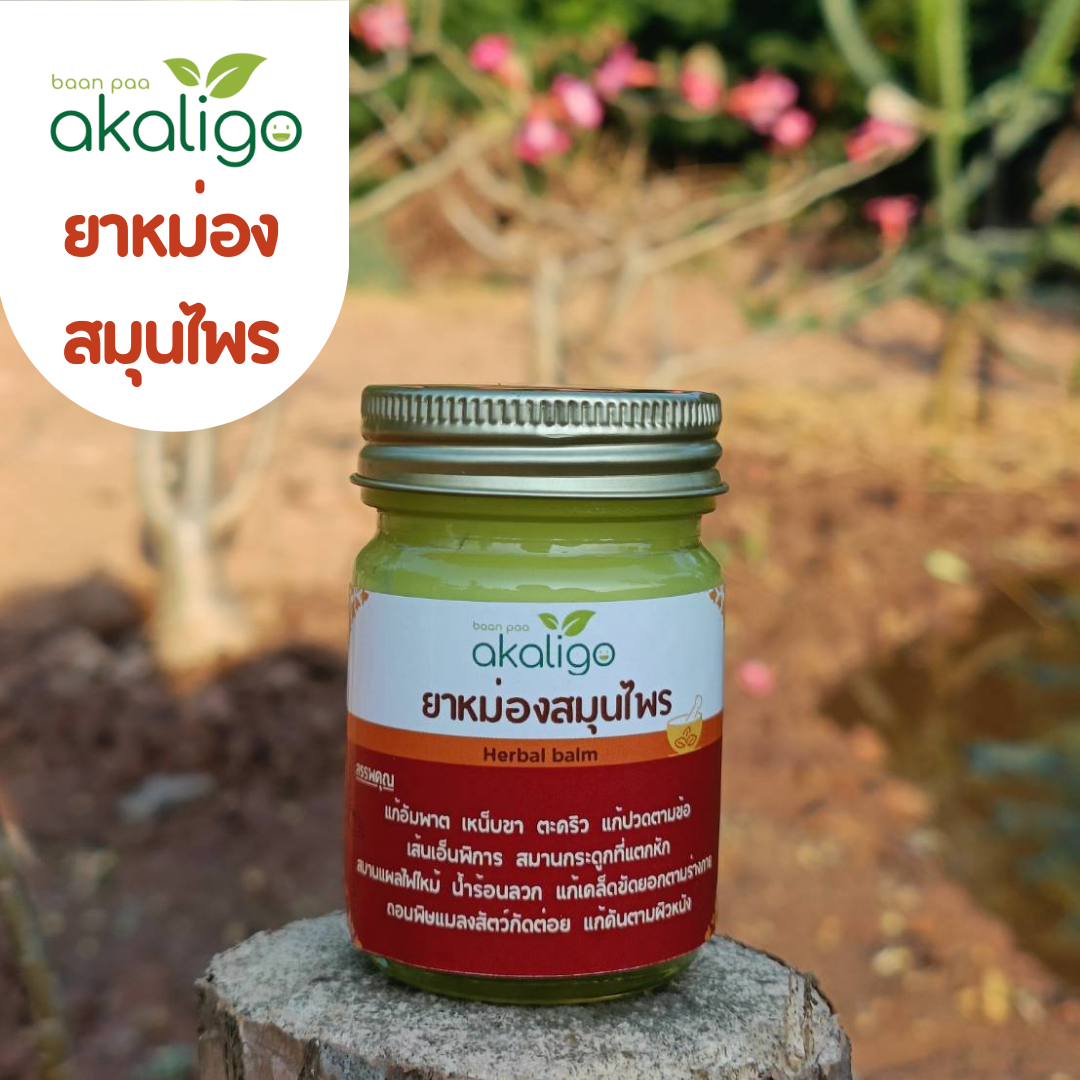 baan paa
akaligo
ยาหม่อง
สมุนไพร
baan paa
akaligo
ยาหม่องสมุนไพร
Herbal balm
สรรพคุณ
แก้อัมพาต เหน็บชา ตะคริว แก้ปวดตามข้อ
เส้นเอ็นพิการ สมานกระดูกที่แตกหัก
สมานแผลไฟไหม้ น้ำร้อนลวก แก้เคล็ดขัดยอกตามร่างกาย
ถอนพิษแมลงสัตว์กัดต่อย แก้คันตามผิวหนัง